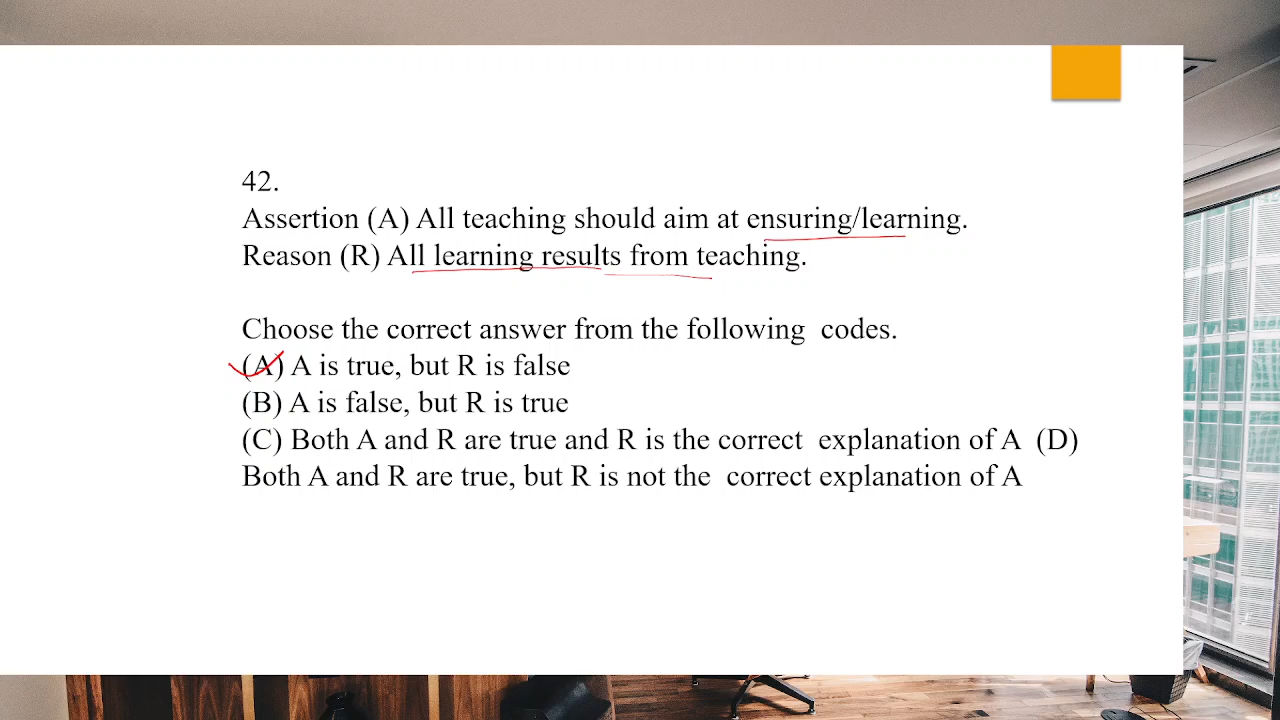 42.
Assertion (A) All teaching should aim at ensuring/learning.
Reason (R) All learning results from teaching.
Choose the correct answer from the following codes.
(A) A is true, but R is false
(B) A is false, but R is true
(C) Both A and R are true and R is the correct explanation of A (D)
Both A and R are true, but R is not the correct explanation of A